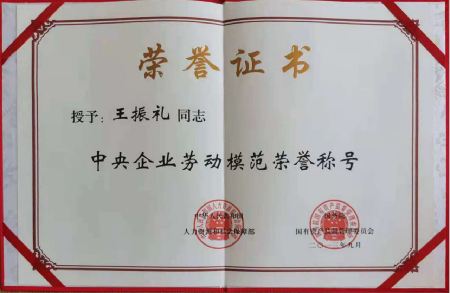 荣誉证书
授予：王振礼 同志
中央企业劳动模范荣誉称号
中华人民共和国
人力资源和社会保障部
国务院
国有资产监督管理委员会
九月